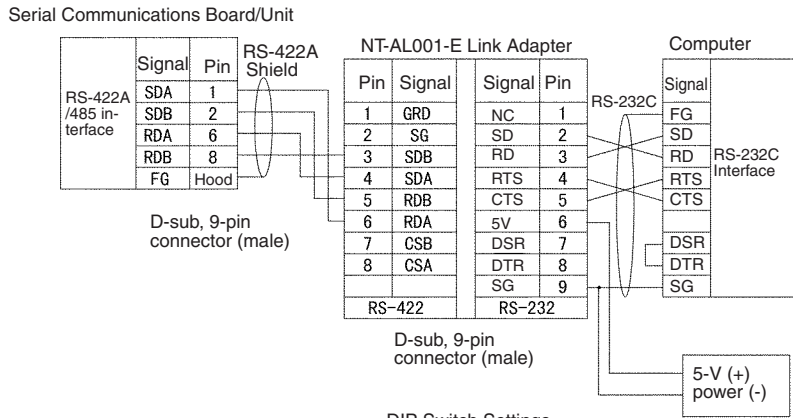 Serial Communications Board/Unit
RS-422A
/485 in-
terface
Signal Pin
SDA 1
SDB 2
RDA 6
RDB 8
FG Hood
RS-422A
Shield
D-sub, 9-pin
connector (male)
NT-AL001-E Link Adapter
Pin Signal
1 GRD
2 SG
3 SDB
4 SDA
5 RDB
6 RDA
7 CSB
8 CSA
RS-422
Signal Pin
NC 1
SD 2
RD 3
RTS 4
CTS 5
5V 6
DSR 7
DTR 8
SG 9
RS-232
D-sub, 9-pin
connector (male)
RS-232C
Computer
Signal
FG
SD
RD
RTS
CTS
DSR
DTR
SG
RS-232C
Interface
5-V (+)
power (-)
DIP Switch Settings